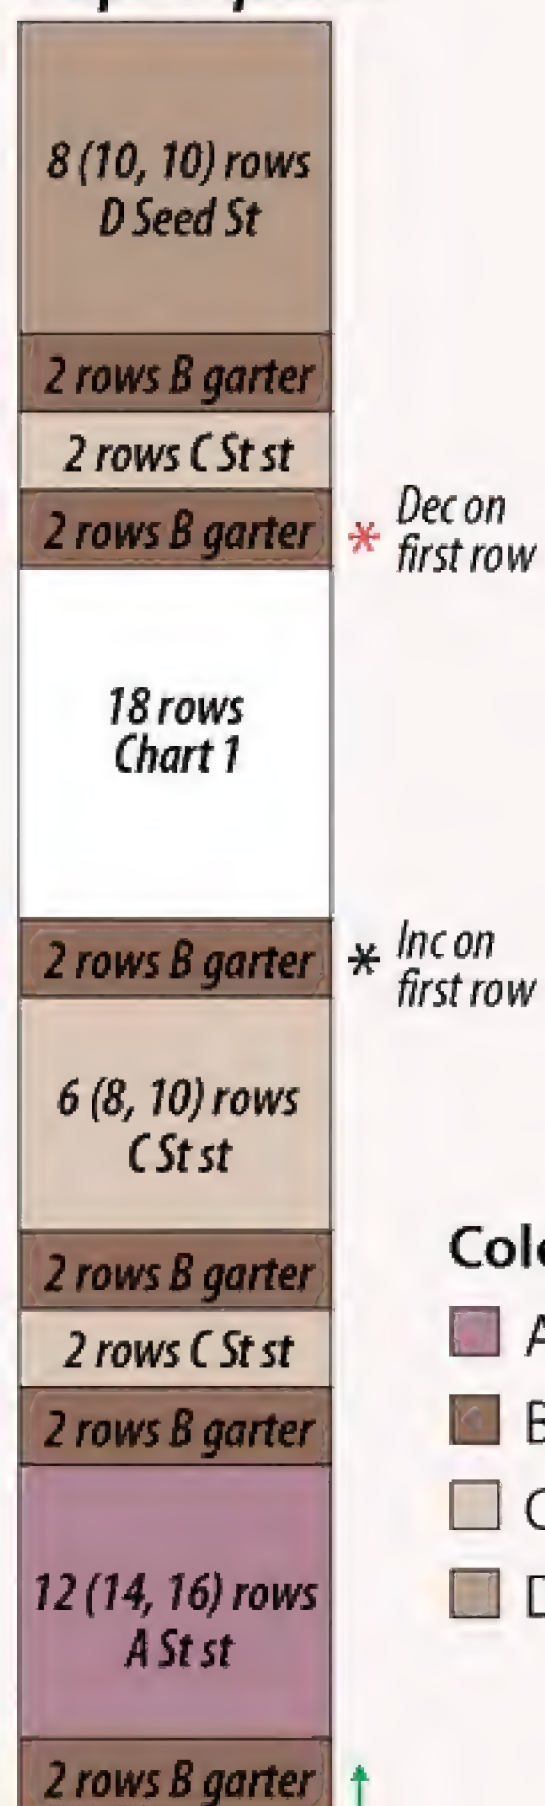 8 (10, 10) rows
D Seed St
2 rows B garter
2 rows C St st
2 rows B garter
* Dec on
first row
18 rows
Chart 1
2 rows B garter
* Inc on
first row
6 (8, 10) rows
C St st
2 rows B garter
2 rows C St st
2 rows B garter
12 (14, 16) rows
A St st
2 rows B garter
A
B
C
D